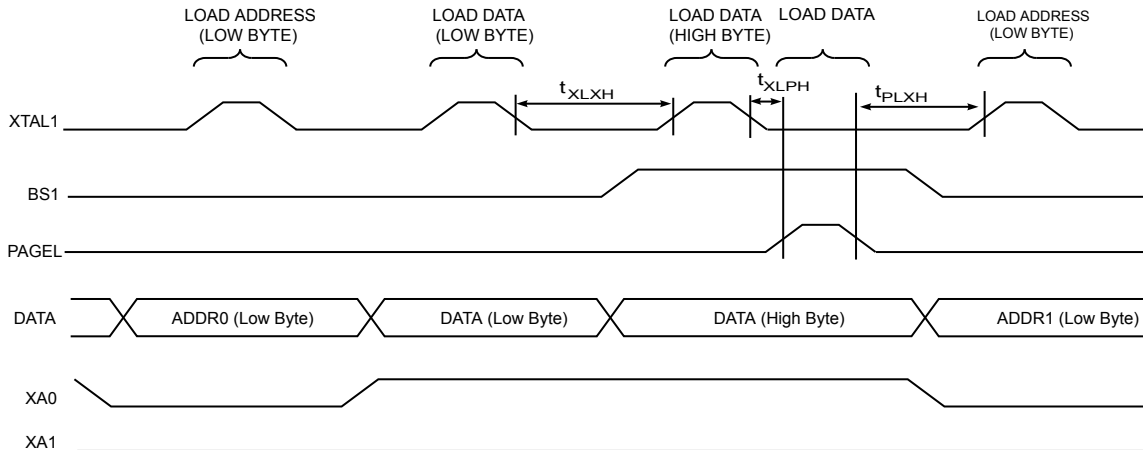 LOAD ADDRESS
(LOW BYTE)
LOAD DATA
(LOW BYTE)
LOAD DATA
(HIGH BYTE)
LOAD DATA
LOAD ADDRESS
(LOW BYTE)
tXLXH
tXLPH
tPLXH
XTAL1
BS1
PAGEL
DATA
ADDR0 (Low Byte)
DATA (Low Byte)
DATA (High Byte)
ADDR1 (Low Byte)
XA0
XA1